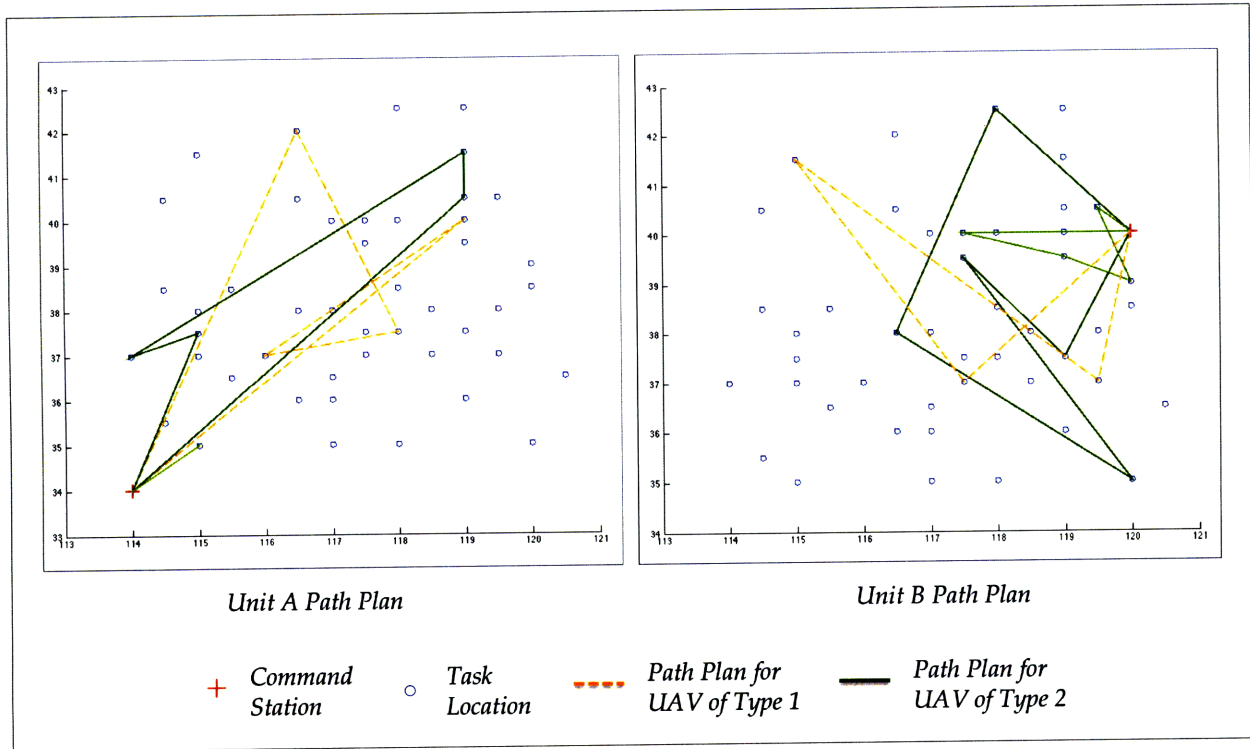 43
42
41
40
39
38
37
36
35
34
33
113 114 115 116 117 118 119 120 121
Unit A Path Plan
43
42
41
40
39
38
37
36
35
34
113 114 115 116 117 118 119 120 121
Unit B Path Plan
Command
Station
Task
Location
Path Plan for
UAV of Type 1
Path Plan for
UAV of Type 2